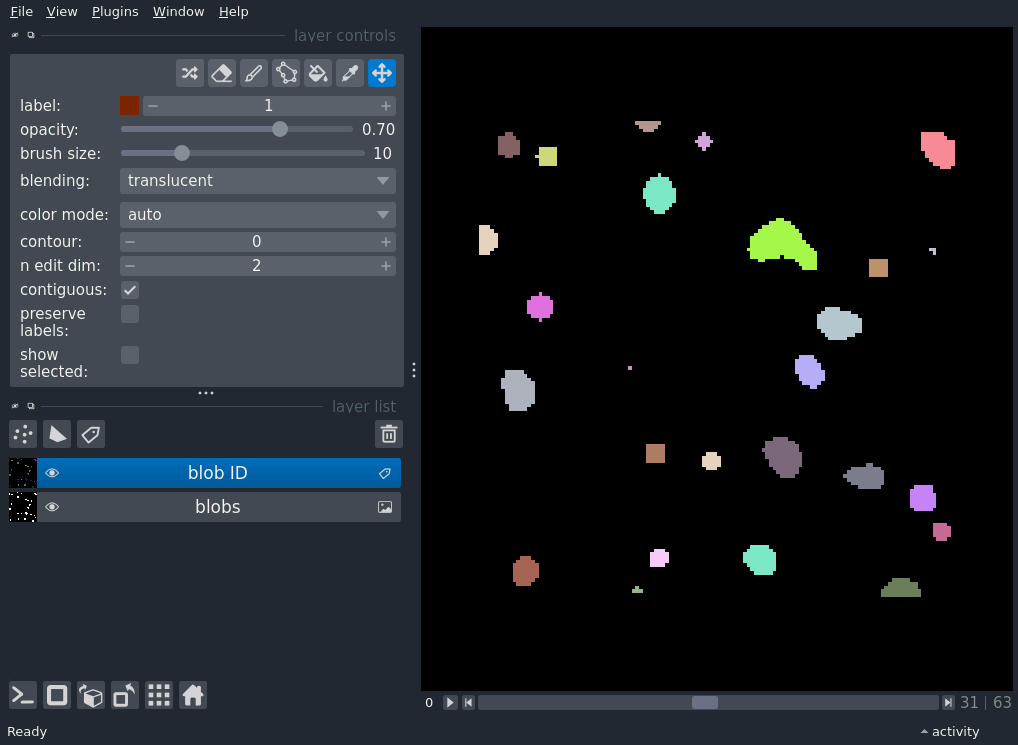 File View Plugins Window Help
layer controls
label: 1
opacity: 0.70
brush size: 10
blending: translucent
color mode: auto
contour: 0
n edit dim: 2
contiguous:
preserve
labels:
show
selected:
layer list
blob ID
blobs
0 31 | 63
Ready activity